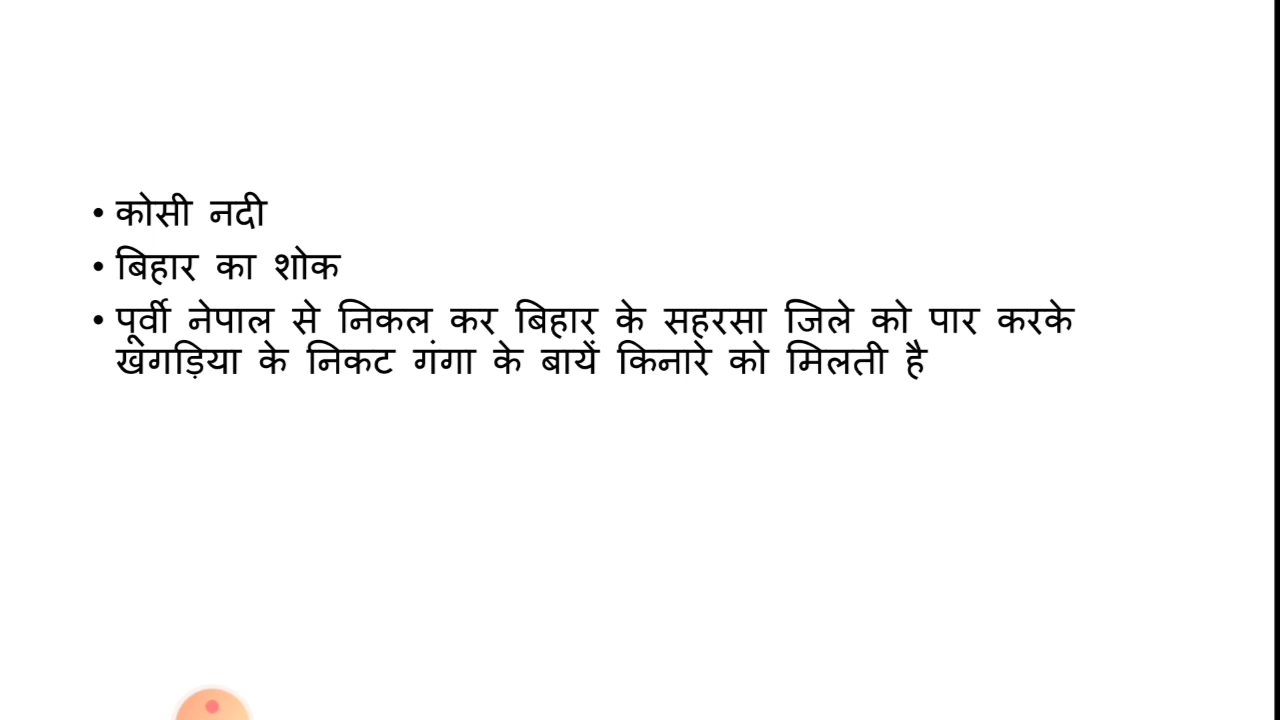 • कोसी नदी
• बिहार का शोक
• पूर्वी नेपाल से निकल कर बिहार के सहरसा जिले को पार करके
खगड़िया के निकट गंगा के बायें किनारे को मिलती है